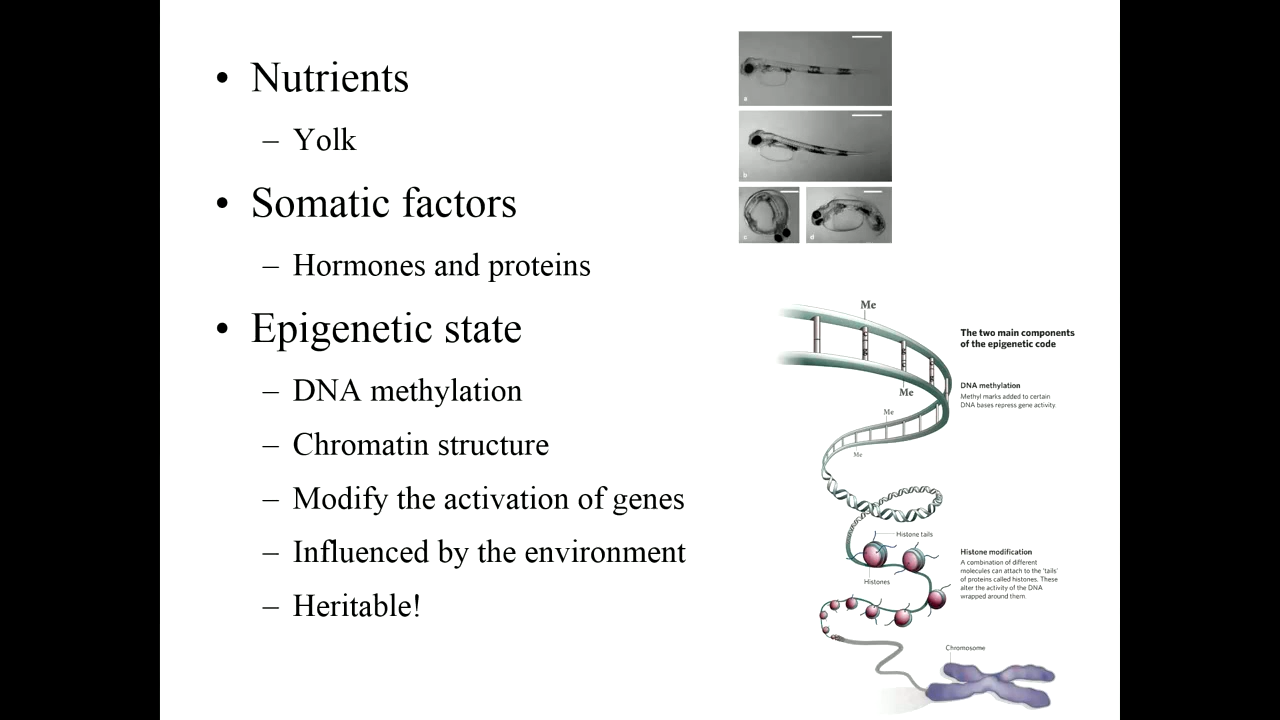 • Nutrients
– Yolk
• Somatic factors
– Hormones and proteins
• Epigenetic state
– DNA methylation
– Chromatin structure
– Modify the activation of genes
– Influenced by the environment
– Heritable!
a
b
c
d
Me
The two main components
of the epigenetic code
DNA methylation
Methyl marks added to certain
DNA bases repress gene activity.
Me
Me
Me
Histone tails
Histones
Histone modification
A combination of different
molecules can attach to the 'tails'
of proteins called histones. These
alter the activity of the DNA
wrapped around them.
Chromosome